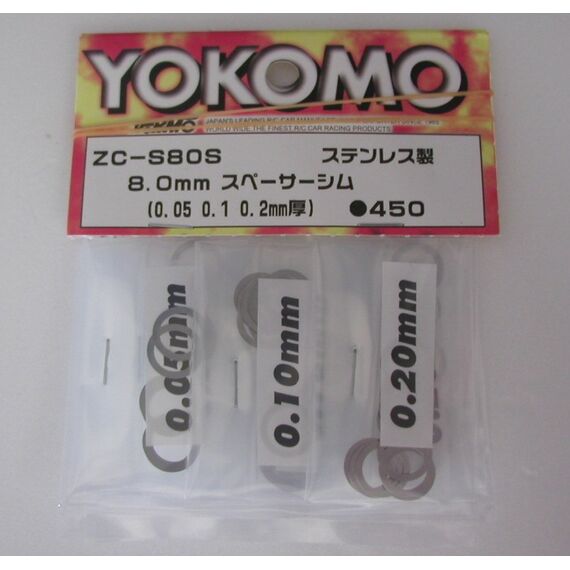 YOKOMO
YOKOMO
JAPAN'S LEADING R/C CAR
WORLD WIDE THE FINEST R/C CAR RACING PRODUCTS.
ZC-S80S ステンレス製
8.0mm スペーサーシム
(0.05 0.1 0.2mm厚) ●450
0.05mm
0.10mm
0.20mm